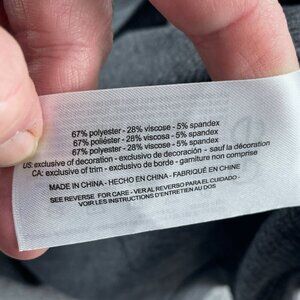 67% polyester - 28% viscose - 5% spandex
67% poliéster - 28% viscosa - 5% spandex
67% polyester - 28% viscose - 5% spandex
US: exclusive of decoration - exclusivo de decoración - sauf la décoration
CA: exclusive of trim - exclusivo de borde - garniture non comprise
MADE IN CHINA - HECHO EN CHINA - FABRIQUÉ EN CHINE
SEE REVERSE FOR CARE - VER AL REVERSO PARA EL CUIDADO -
VOIR LES INSTRUCTIONS D'ENTRETIEN AU DOS